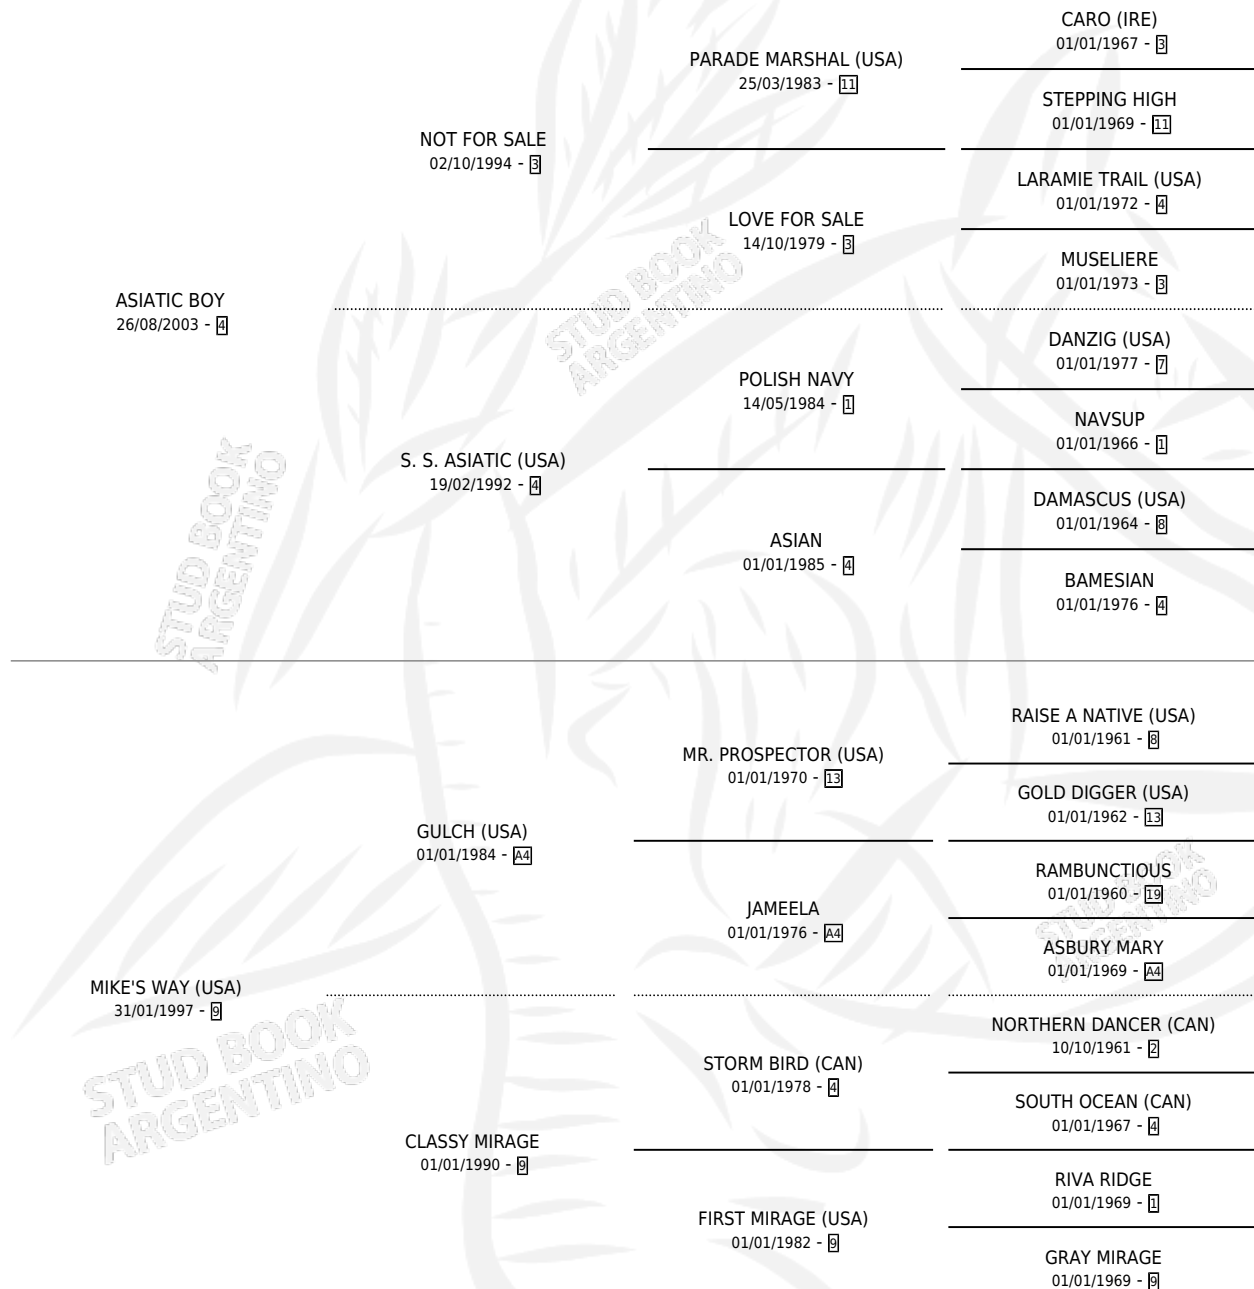 CARO (IRE)
01/01/1967 - 3
PARADE MARSHAL (USA)
25/03/1983 - 11
STEPPING HIGH
01/01/1969 - 11
NOT FOR SALE
02/10/1994 - 3
LARAMIE TRAIL (USA)
01/01/1972 - 4
LOVE FOR SALE
14/10/1979 - 3
MUSELIERE
01/01/1973 - 3
ASIATIC BOY
26/08/2003 - 4
STUD BOOK
ARGENTINO
DANZIG (USA)
01/01/1977 - 7
POLISH NAVY
14/05/1984 - 1
NAVSUP
01/01/1966 - 1
S. S. ASIATIC (USA)
19/02/1992 - 4
DAMASCUS (USA)
01/01/1964 - 8
ASIAN
01/01/1985 - 4
BAMESIAN
01/01/1976 - 4
STUD BOOK
ARGENTINO
RAISE A NATIVE (USA)
01/01/1961 - 8
MR. PROSPECTOR (USA)
01/01/1970 - 13
GOLD DIGGER (USA)
01/01/1962 - 13
GULCH (USA)
01/01/1984 - A4
RAMBUNCTIOUS
01/01/1960 - 19
JAMEELA
01/01/1976 - A4
STUD BOOK
ARGENTINO
ASBURY MARY
01/01/1969 - A4
MIKE'S WAY (USA)
31/01/1997 - 9
NORTHERN DANCER (CAN)
10/10/1961 - 2
STORM BIRD (CAN)
01/01/1978 - 4
STUD BOOK
ARGENTINO
SOUTH OCEAN (CAN)
01/01/1967 - 4
CLASSY MIRAGE
01/01/1990 - 9
RIVA RIDGE
01/01/1969 - 1
FIRST MIRAGE (USA)
01/01/1982 - 9
GRAY MIRAGE
01/01/1969 - 9